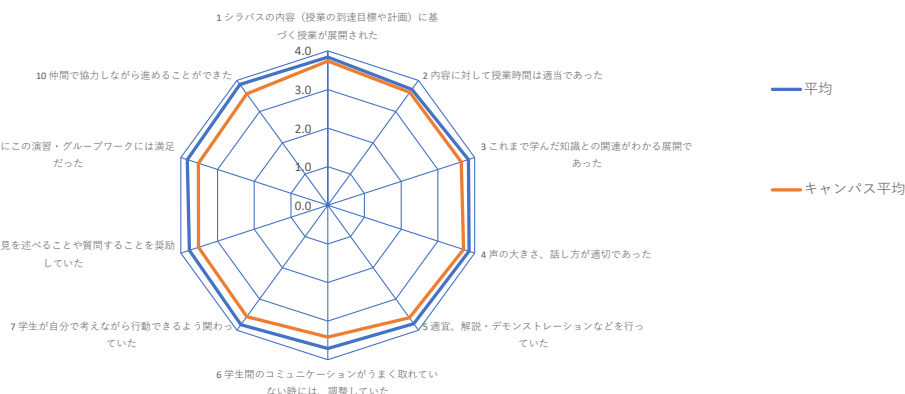 1 シラバスの内容（授業の到達目標や計画）に基
づく授業が展開された
4.0
3.0
2.0
1.0
0.0
2 内容に対して授業時間は適当であった
3 これまで学んだ知識との関連がわかる展開で
あった
4 声の大きさ、話し方が適切であった
5 適宜、解説・デモンストレーションなどを行っ
ていた
6 学生間のコミュニケーションがうまく取れてい
ない時には、調整していた
7 学生が自分で考えながら行動できるよう関わっ
ていた
見を述べることや質問することを奨励
していた
にこの演習・グループワークには満足
だった
10 仲間で協力しながら進めることができた
平均
キャンパス平均